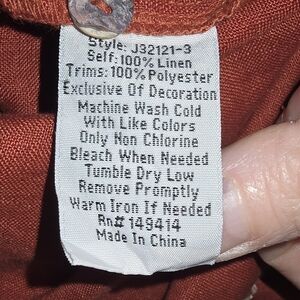 Style: J32121-3
Self: 100% Linen
Trims: 100% Polyester
Exclusive Of Decoration
Machine Wash Cold
With Like Colors
Only Non Chlorine
Bleach When Needed
Tumble Dry Low
Remove Promptly
Warm Iron If Needed
Rn# 149414
Made In China